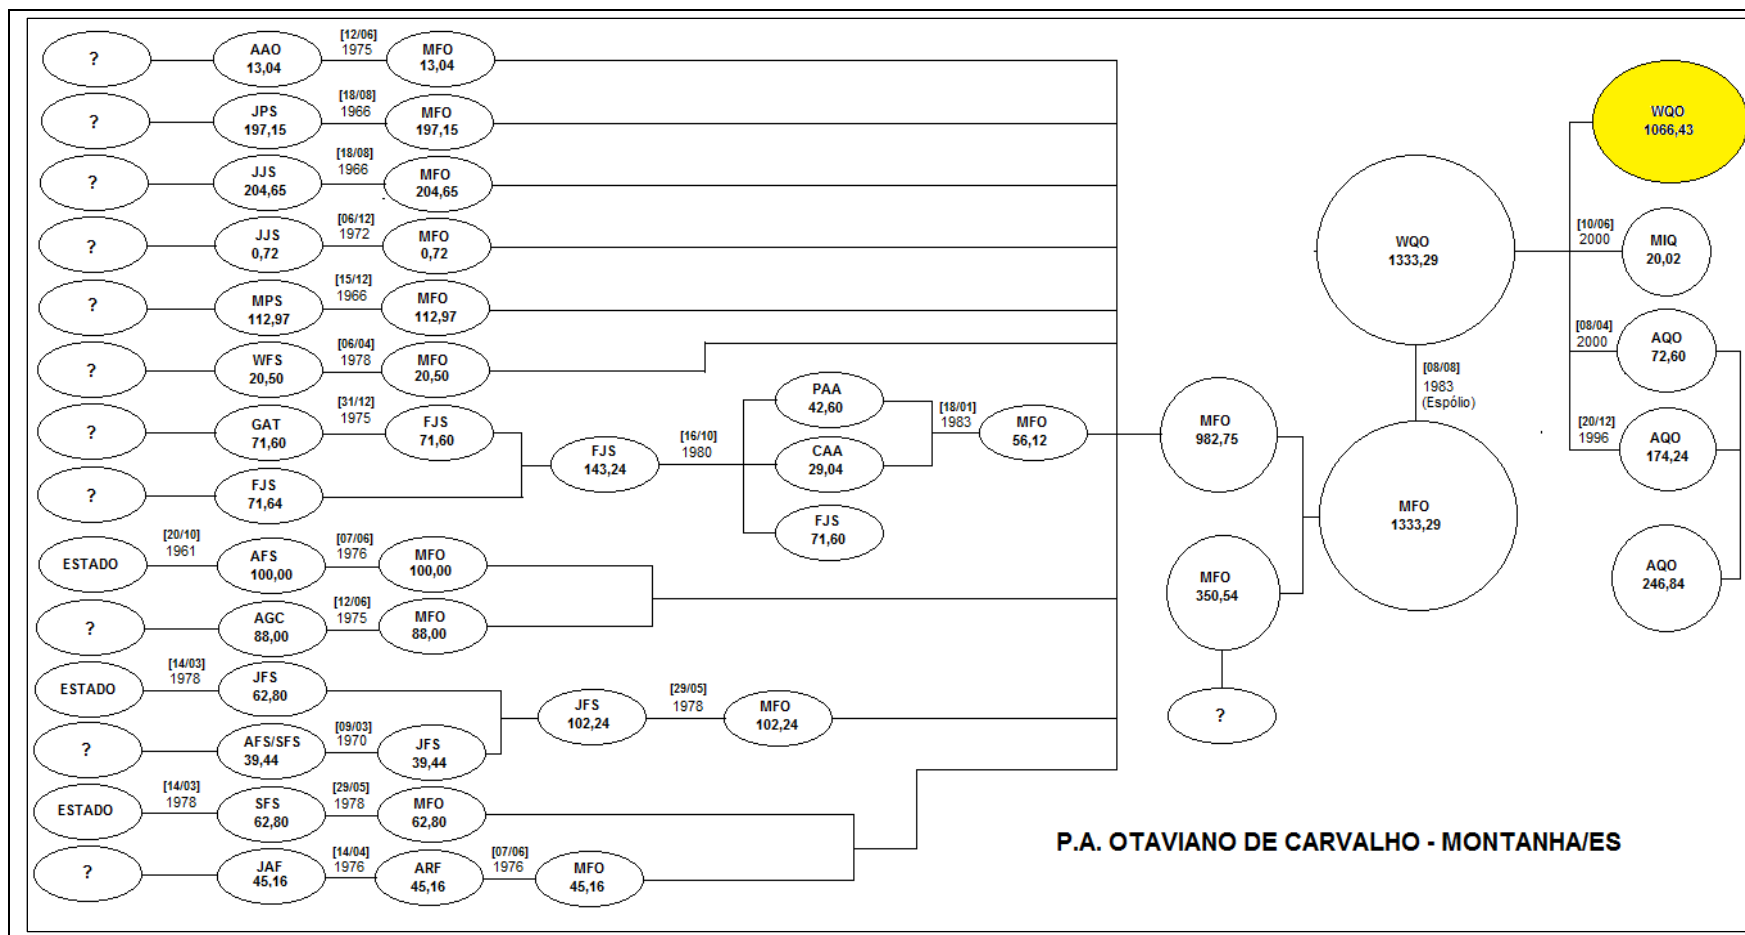 ?
AAO
13,04
[12/06]
1975
MFO
13,04
?
JPS
197,15
[18/08]
1966
MFO
197,15
?
JJS
204,65
[18/08]
1966
MFO
204,65
?
JJS
0,72
[06/12]
1972
MFO
0,72
?
MPS
112,97
[15/12]
1966
MFO
112,97
?
WFS
20,50
[06/04]
1978
MFO
20,50
?
GAT
71,60
[31/12]
1975
FJS
71,60
?
FJS
71,64
FJS
143,24
[16/10]
1980
PAA
42,60
CAA
29,04
FJS
71,60
[18/01]
1983
MFO
56,12
ESTADO
[20/10]
1961
AFS
100,00
[07/06]
1976
MFO
100,00
?
AGC
88,00
[12/06]
1975
MFO
88,00
ESTADO
[14/03]
1978
JFS
62,80
?
AFS/SFS
39,44
[09/03]
1970
JFS
39,44
JFS
102,24
[29/05]
1978
MFO
102,24
ESTADO
[14/03]
1978
SFS
62,80
[29/05]
1978
MFO
62,80
?
JAF
45,16
[14/04]
1976
ARF
45,16
[07/06]
1976
MFO
45,16
MFO
982,75
MFO
350,54
?
MFO
1333,29
[08/08]
1983
(Espólio)
WQO
1333,29
WQO
1066,43
[10/06]
2000
MIQ
20,02
[08/04]
2000
AQO
72,60
[20/12]
1996
AQO
174,24
AQO
246,84
P.A. OTAVIANO DE CARVALHO - MONTANHA/ES